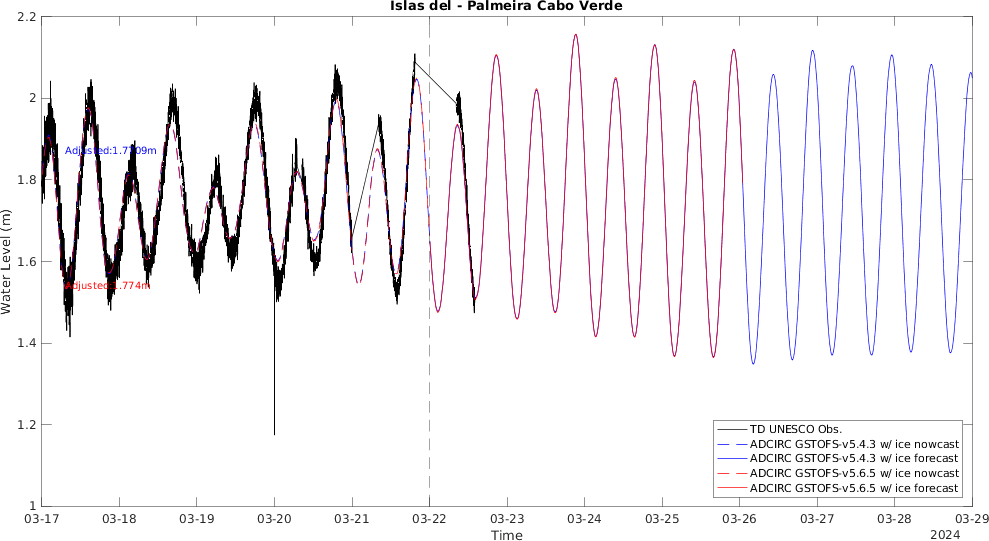 Islas del - Palmeira Cabo Verde
2.2
2
1.8
1.6
1.4
1.2
1
Water Level (m)
Adjusted:1.7709m
Adjusted:1.774m
TD UNESCO Obs.
ADCIRC GSTOFS-v5.4.3 w/ ice nowcast
ADCIRC GSTOFS-v5.4.3 w/ ice forecast
ADCIRC GSTOFS-v5.6.5 w/ ice nowcast
ADCIRC GSTOFS-v5.6.5 w/ ice forecast
03-17 03-18 03-19 03-20 03-21 03-22 03-23 03-24 03-25 03-26 03-27 03-28 03-29
Time
2024